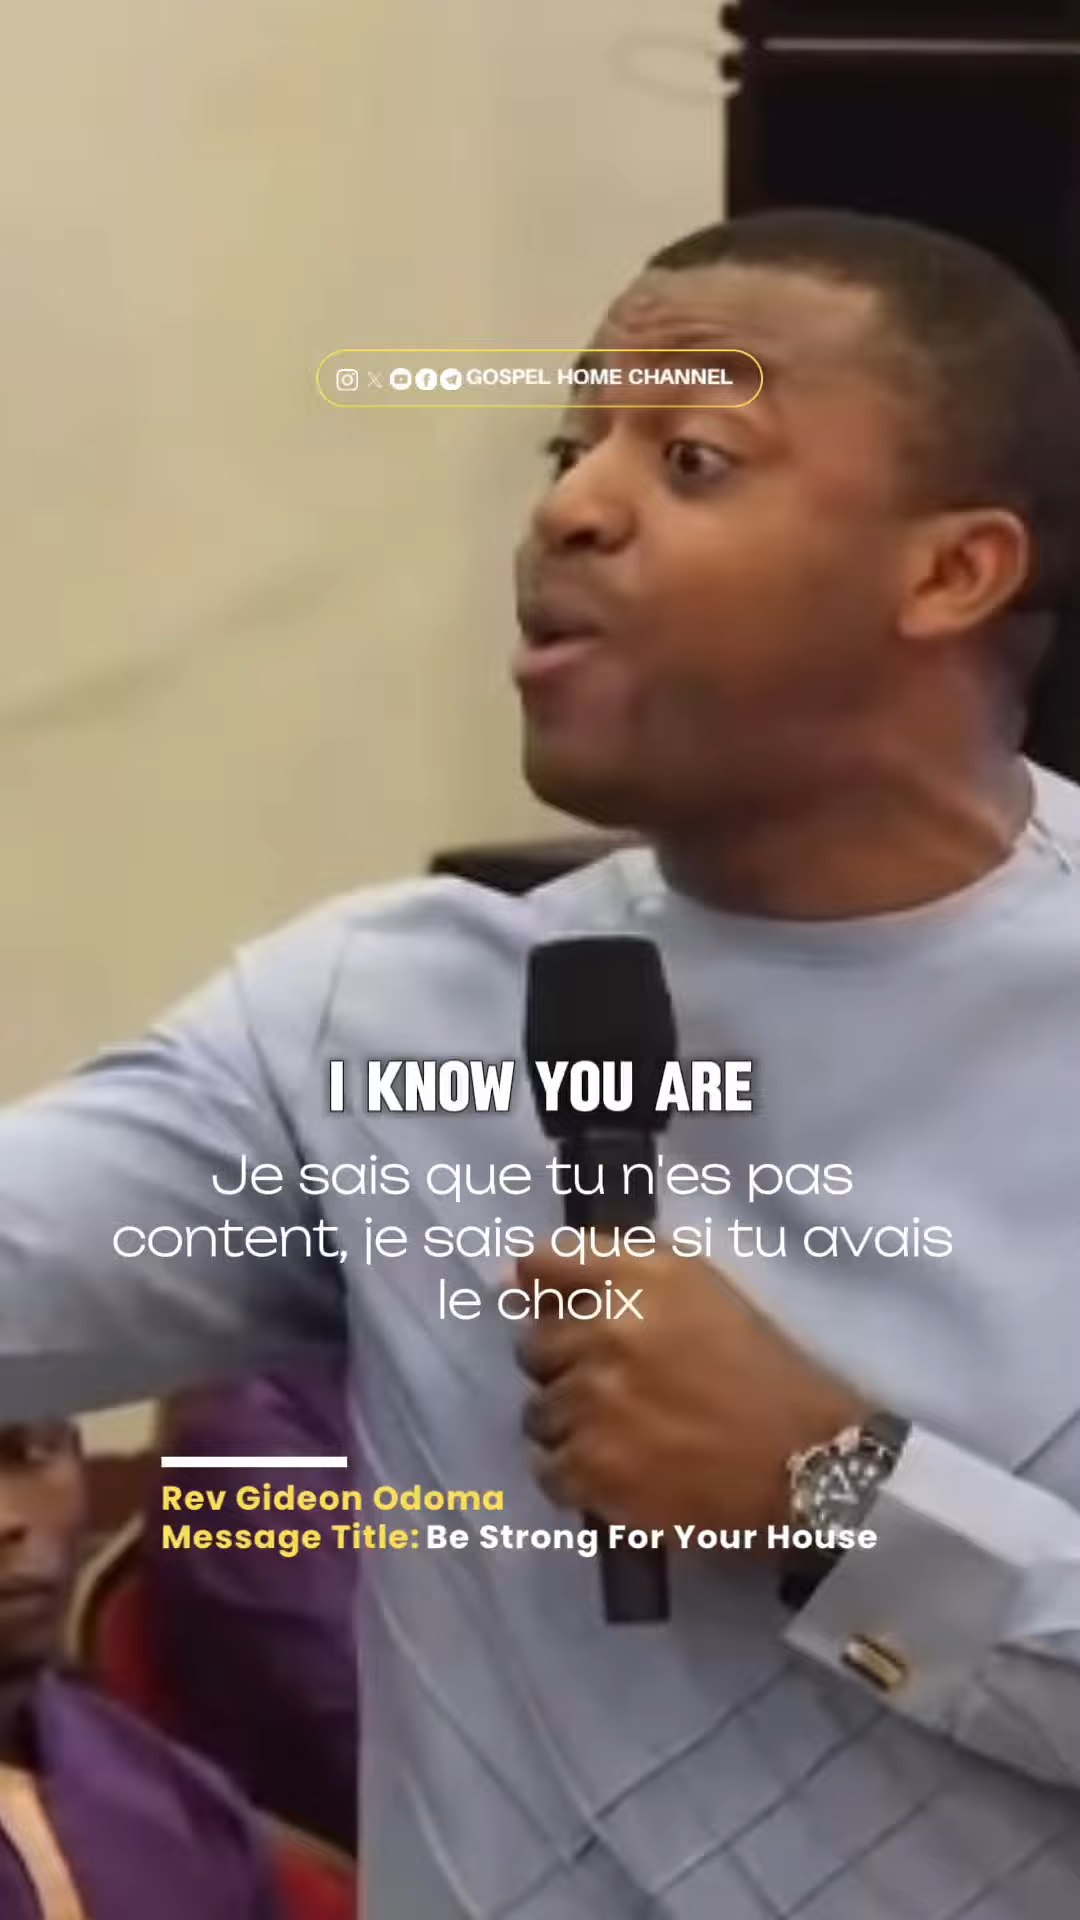 GOSPEL HOME CHANNEL
I KNOW YOU ARE
Je sais que tu n'es pas
content, je sais que si tu avais
le choix
Rev Gideon Odoma
Message Title: Be Strong For Your House